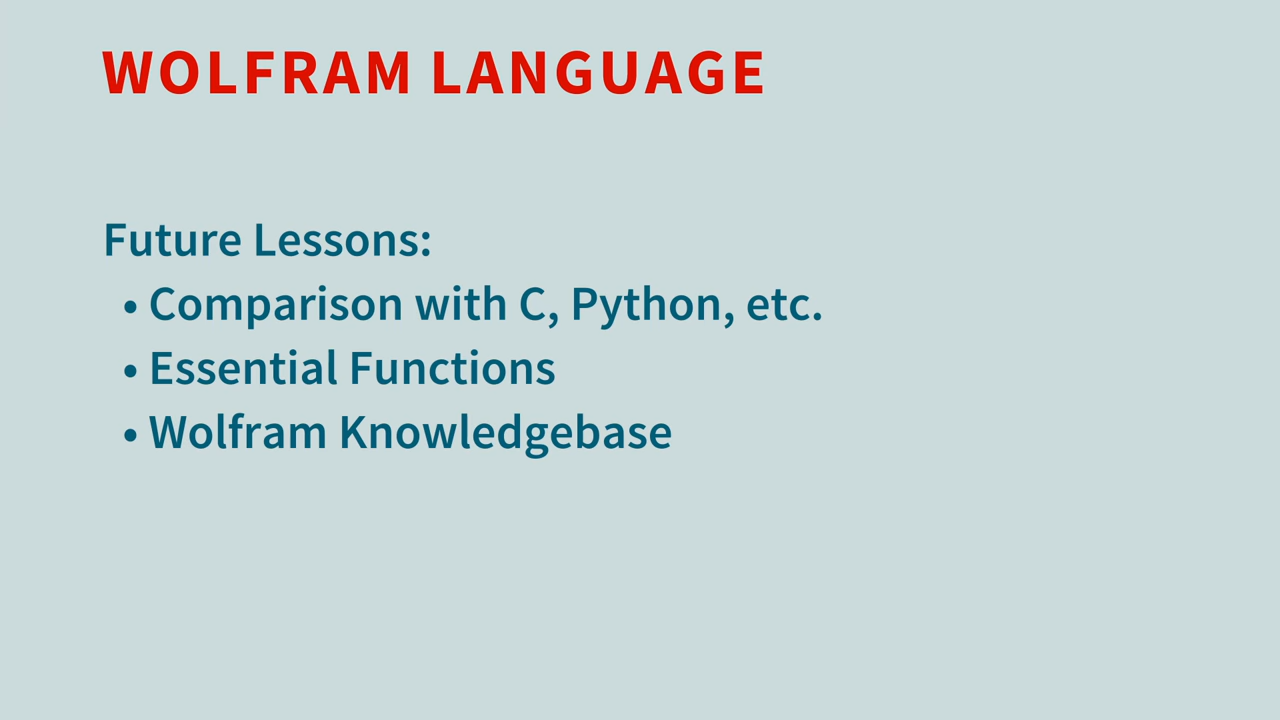 WOLFRAM LANGUAGE
Future Lessons:
• Comparison with C, Python, etc.
• Essential Functions
• Wolfram Knowledgebase